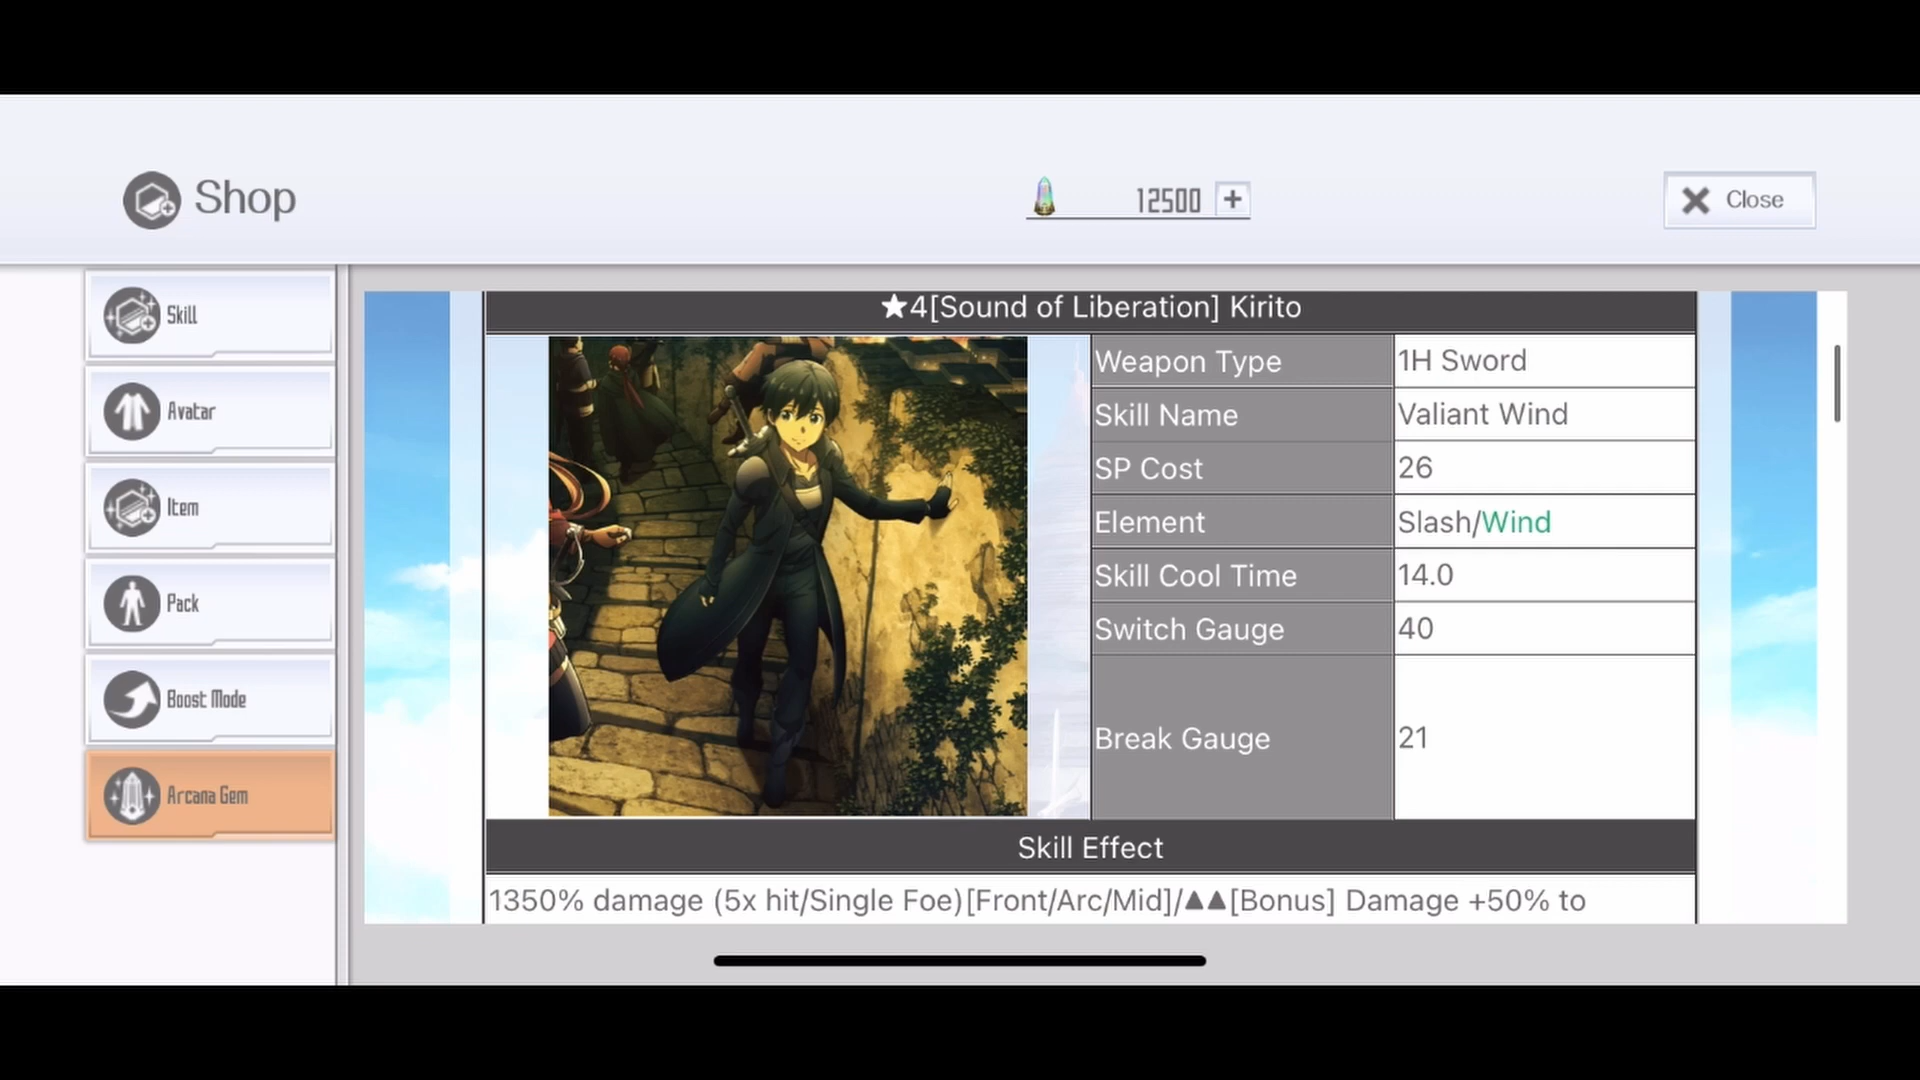 Shop
12500
Close
Skill
Avatar
Item
Pack
Boost Mode
Arcana Gem
★4[Sound of Liberation] Kirito
Weapon Type 1H Sword
Skill Name Valiant Wind
SP Cost 26
Element Slash/Wind
Skill Cool Time 14.0
Switch Gauge 40
Break Gauge 21
Skill Effect
1350% damage (5x hit/Single Foe)[Front/Arc/Mid]/▲▲[Bonus] Damage +50% to